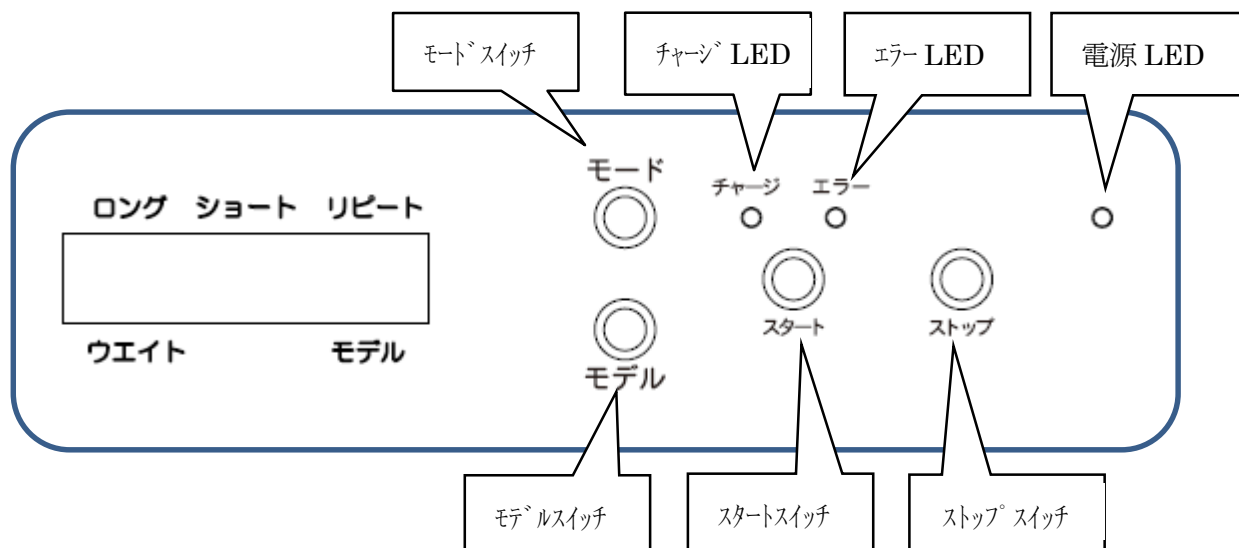 モードスイッチ
チャージ LED
エラー LED
電源 LED
モード
チャージ エラー
ロング ショート リピート
スタート ストップ
ウエイト モデル
モデル
モデルスイッチ
スタートスイッチ
ストップスイッチ